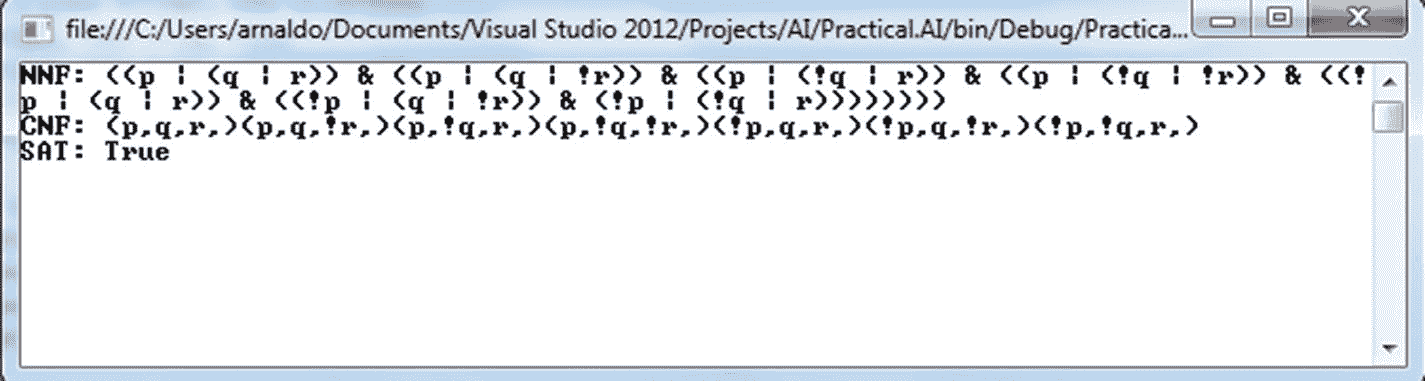 file:///C:/Users/arnaldo/Documents/Visual Studio 2012/Projects/AI/Practical.AI/bin/Debug/Practica...
NNF: ((p | (q | r)) & ((p | (q | !r)) & ((p | (!q | r)) & ((p | (!q | !r)) & ((!
p | (q | r)) & ((!p | (q | !r)) & (!p | (!q | r))))))))
CNF: (p,q,r,)(p,q,!r,)(p,!q,r,)(p,!q,!r,)(!p,q,r,)(!p,q,!r,)(!p,!q,r,)
SAT: True